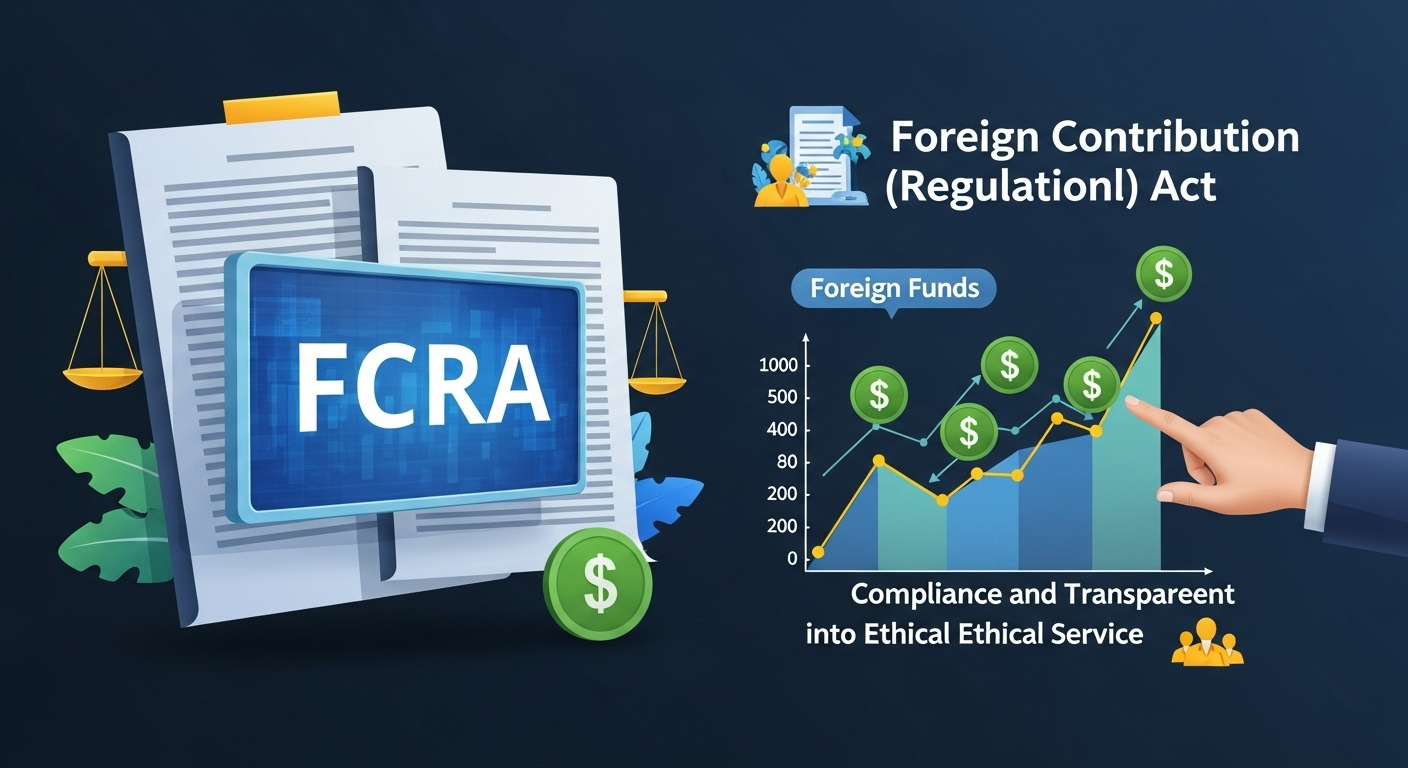 FCRA
$
Foreign Contribution
(Regulationl) Act
Foreign Funds
$
$
$
$
$
1000
500
400
80
200
200
0
Compliance and Transpareent
into Ethical Ethical Service